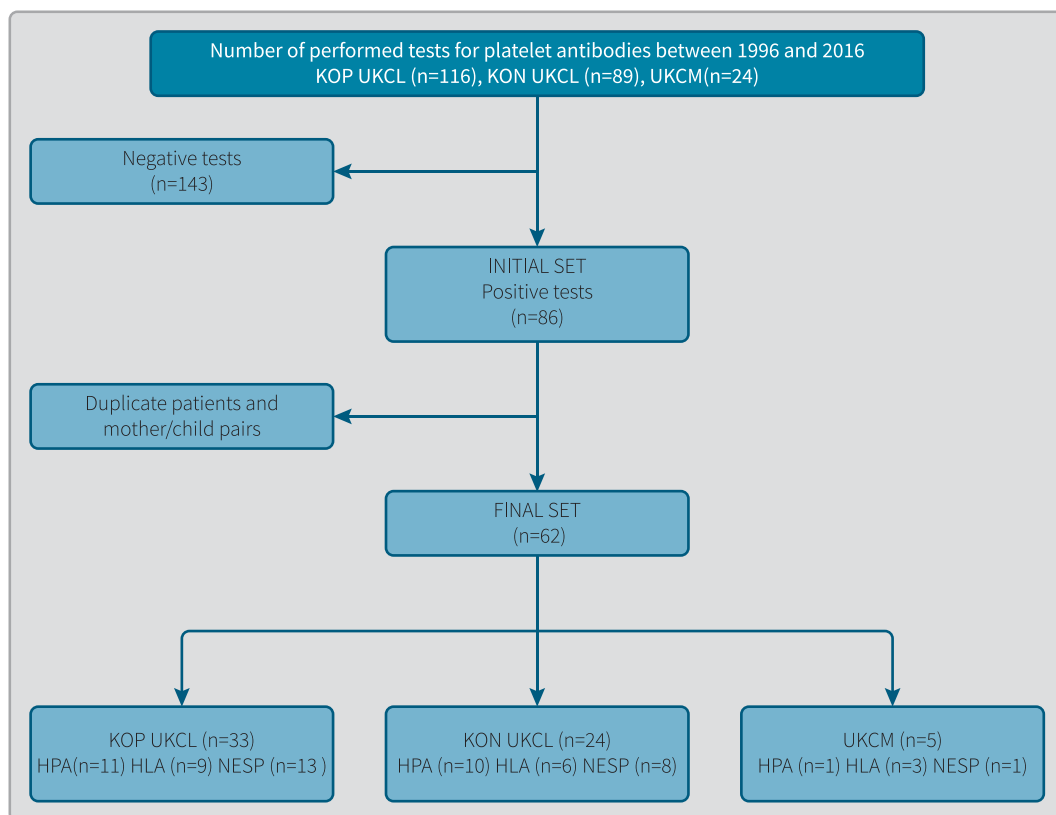 Number of performed tests for platelet antibodies between 1996 and 2016
KOP UKCL (n=116), KON UKCL (n=89), UKCM(n=24)
Negative tests
(n=143)
INITIAL SET
Positive tests
(n=86)
Duplicate patients and
mother/child pairs
FINAL SET
(n=62)
KOP UKCL (n=33)
HPA(n=11) HLA (n=9) NESP (n=13 )
KON UKCL (n=24)
HPA (n=10) HLA (n=6) NESP (n=8)
UKCM (n=5)
HPA (n=1) HLA (n=3) NESP (n=1)